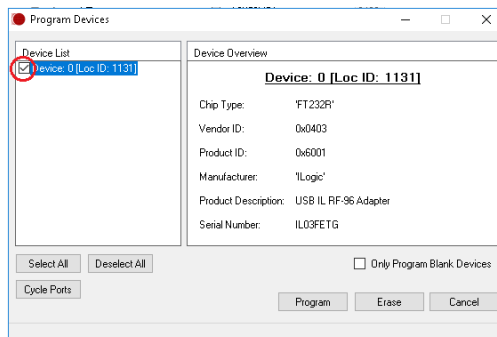 Program Devices
Device List
Device: 0 [Loc ID: 1131]
Device Overview
Device: 0 [Loc ID: 1131]
Chip Type: 'FT232R'
Vendor ID: 0x0403
Product ID: 0x6001
Manufacturer: 'ILogic'
Product Description: USB IL RF-96 Adapter
Serial Number: IL03FETG
Select All Deselect All
Only Program Blank Devices
Cycle Ports
Program Erase Cancel